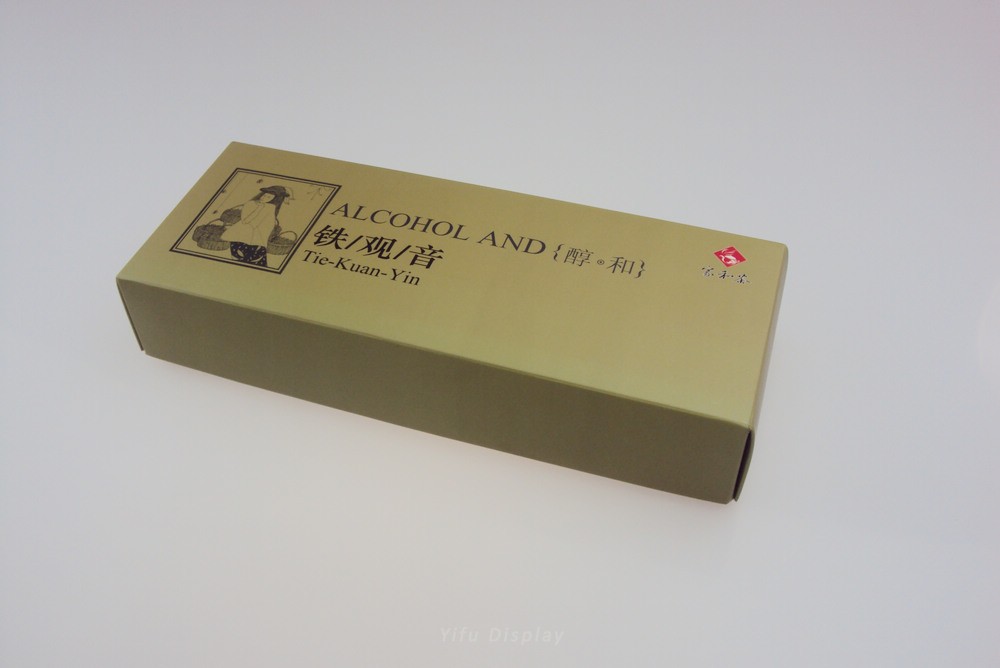 ALCOHOL AND {醇·和}
铁/观/音
Tie-Kuan-Yin
Yifu Display